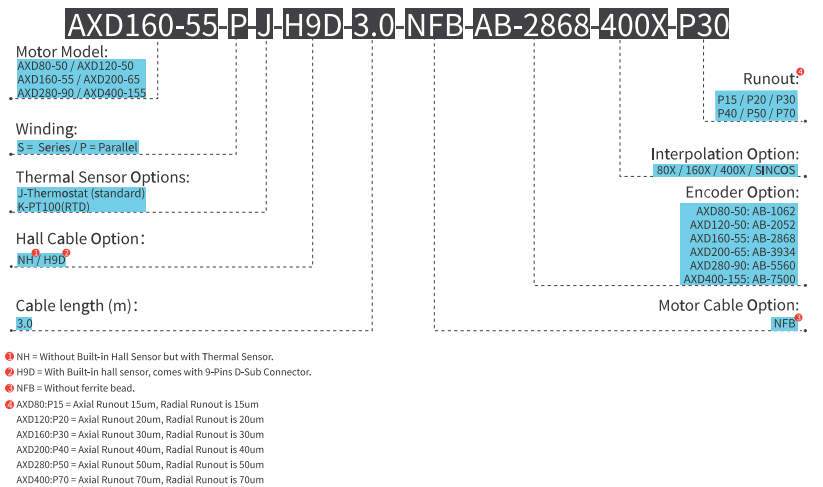 AXD160-55-P-J-H9D-3.0-NFB-AB-2868-400X-P30
Motor Model:
AXD80-50 / AXD120-50
AXD160-55 / AXD200-65
AXD280-90 / AXD400-155
Winding:
S = Series / P = Parallel
Thermal Sensor Options:
J-Thermostat (standard)
K-PT100(RTD)
Hall Cable Option:
NH1 / H9D2
Cable length (m):
3.0
Runout:4
P15 / P20 / P30
P40 / P50 / P70
Interpolation Option:
80X / 160X / 400X / SINCOS
Encoder Option:
AXD80-50: AB-1062
AXD120-50: AB-2052
AXD160-55: AB-2868
AXD200-65: AB-3934
AXD280-90: AB-5560
AXD400-155: AB-7500
Motor Cable Option:
NFB3
1 NH = Without Built-in Hall Sensor but with Thermal Sensor.
2 H9D = With Built-in hall sensor, comes with 9-Pins D-Sub Connector.
3 NFB = Without ferrite bead.
4 AXD80:P15 = Axial Runout 15um, Radial Runout is 15um
AXD120:P20 = Axial Runout 20um, Radial Runout is 20um
AXD160:P30 = Axial Runout 30um, Radial Runout is 30um
AXD200:P40 = Axial Runout 40um, Radial Runout is 40um
AXD280:P50 = Axial Runout 50um, Radial Runout is 50um
AXD400:P70 = Axial Runout 70um, Radial Runout is 70um